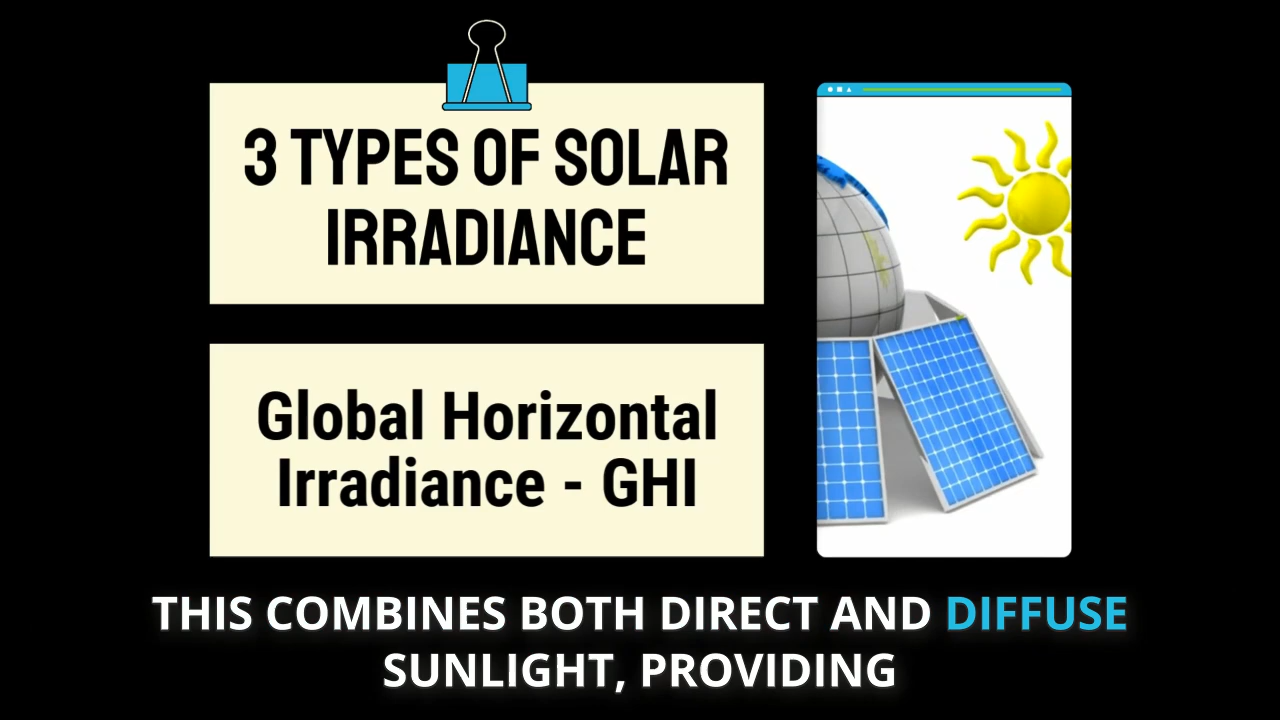 3 TYPES OF SOLAR
IRRADIANCE
Global Horizontal
Irradiance - GHI
THIS COMBINES BOTH DIRECT AND DIFFUSE
SUNLIGHT, PROVIDING